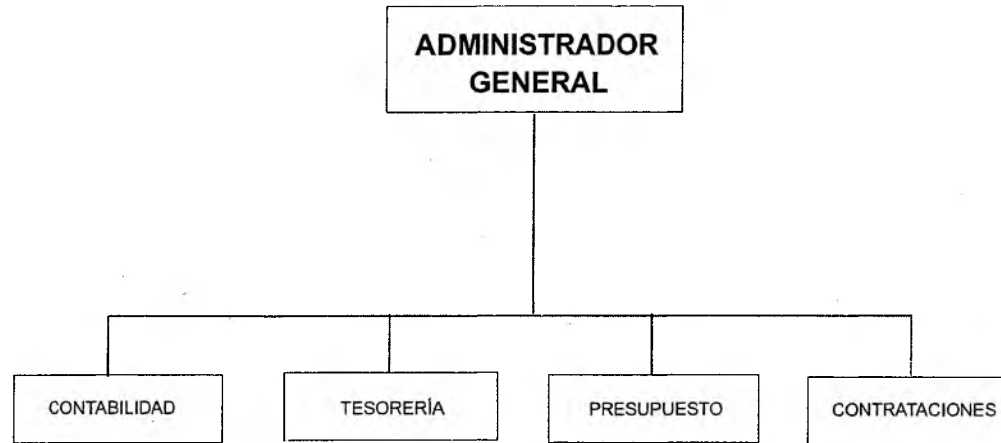 ADMINISTRADOR
GENERAL
CONTABILIDAD
TESORERÍA
PRESUPUESTO
CONTRATACIONES